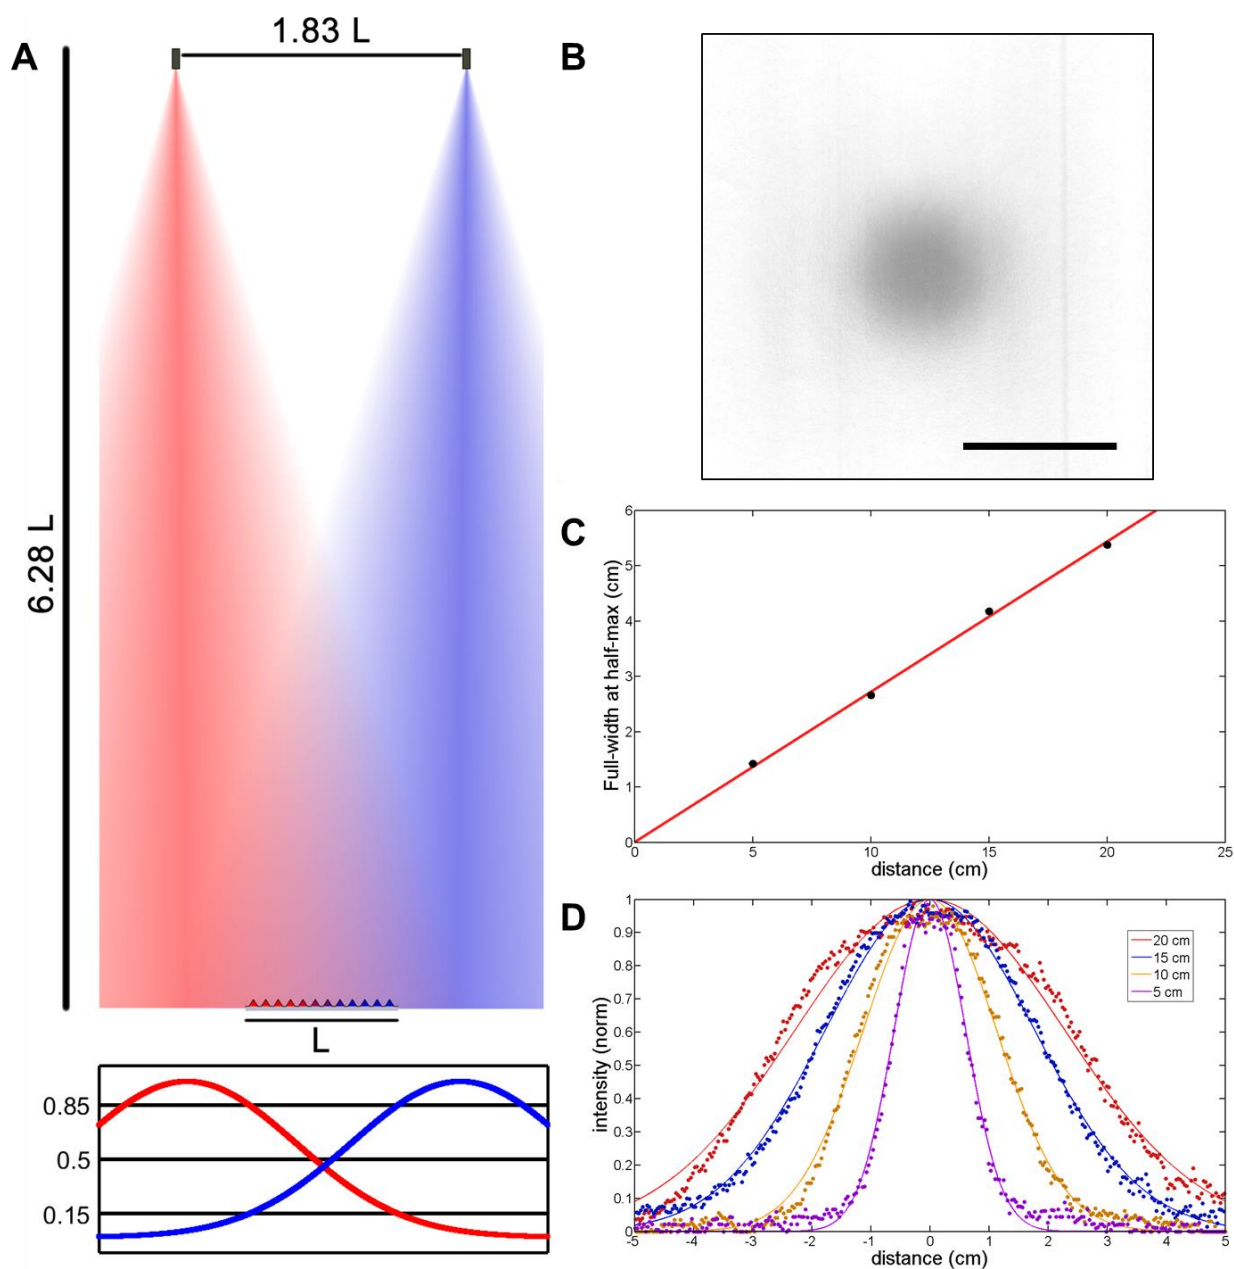 A
1.83 L
6.28 L
L
0.85
0.5
0.15
B
C
Full-width at half-max (cm)
6
5
4
3
2
1
0
0 5 10 15 20 25
distance (cm)
D
intensity (norm)
1
0.9
0.8
0.7
0.6
0.5
0.4
0.3
0.2
0.1
0
-5 -4 -3 -2 -1 0 1 2 3 4 5
distance (cm)
20 cm
15 cm
10 cm
5 cm